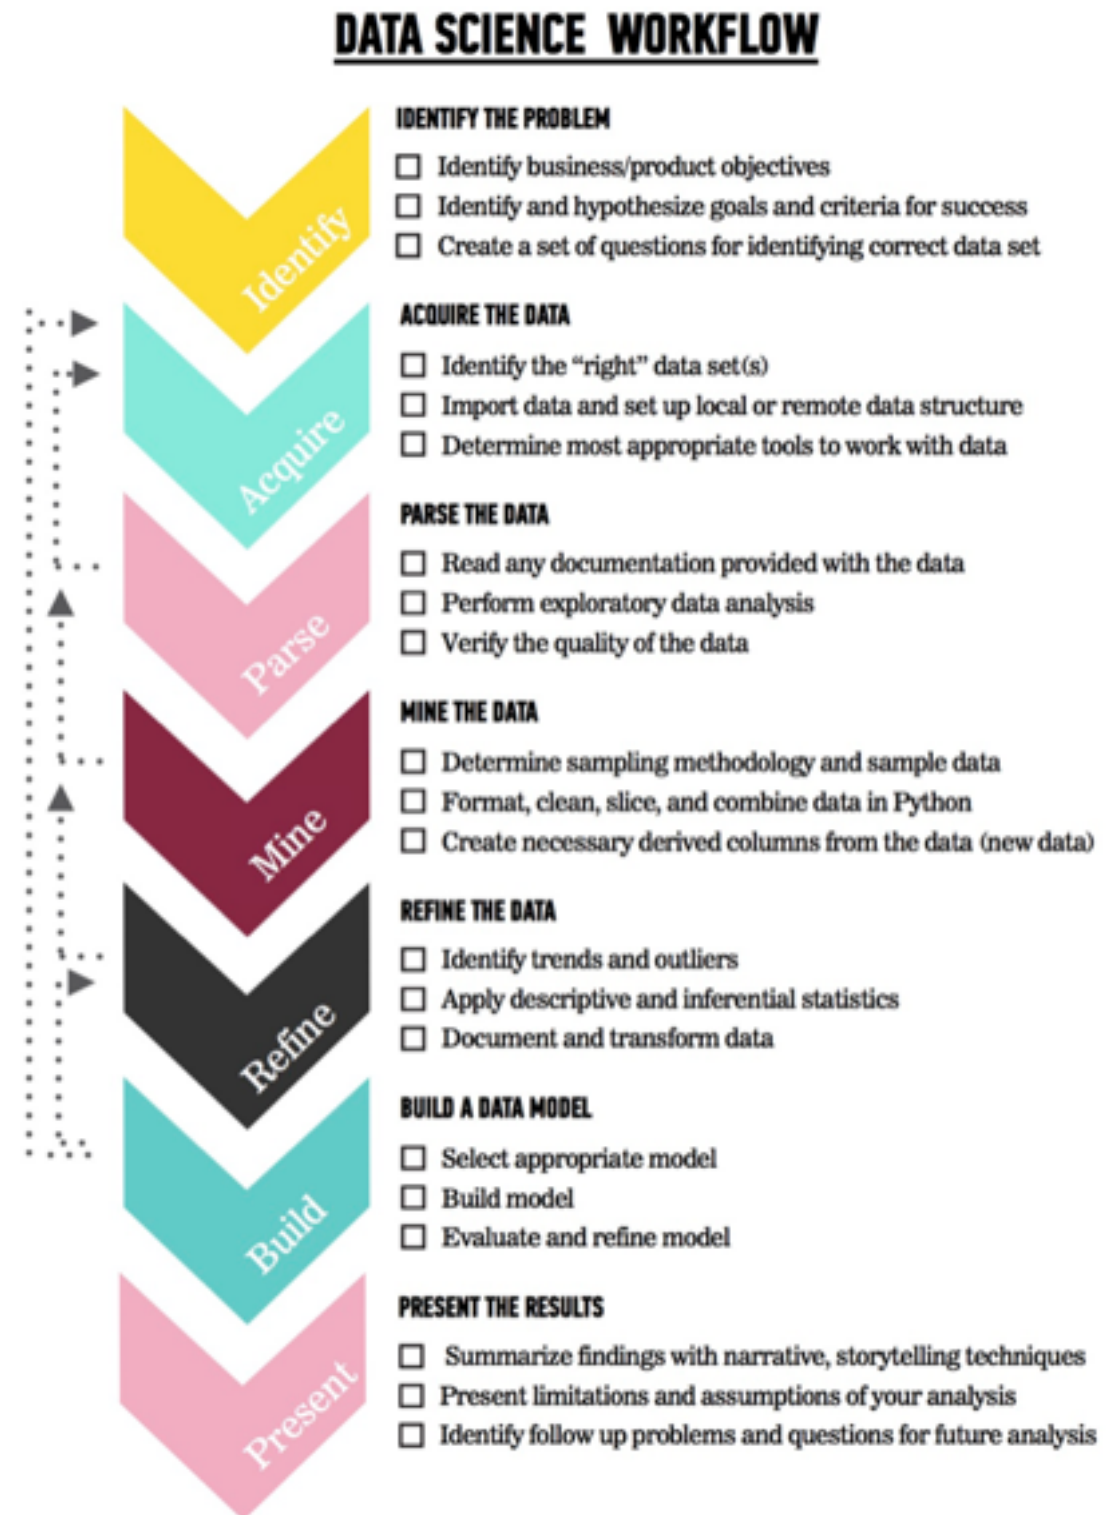 DATA SCIENCE WORKFLOW
IDENTIFY THE PROBLEM
Identify business/product objectives
Identify and hypothesize goals and criteria for success
Create a set of questions for identifying correct data set
Identify
ACQUIRE THE DATA
Identify the “right” data set(s)
Import data and set up local or remote data structure
Determine most appropriate tools to work with data
Acquire
PARSE THE DATA
Read any documentation provided with the data
Perform exploratory data analysis
Verify the quality of the data
Parse
MINE THE DATA
Determine sampling methodology and sample data
Format, clean, slice, and combine data in Python
Create necessary derived columns from the data (new data)
Mine
REFINE THE DATA
Identify trends and outliers
Apply descriptive and inferential statistics
Document and transform data
Refine
BUILD A DATA MODEL
Select appropriate model
Build model
Evaluate and refine model
Build
PRESENT THE RESULTS
Summarize findings with narrative, storytelling techniques
Present limitations and assumptions of your analysis
Identify follow up problems and questions for future analysis
Present